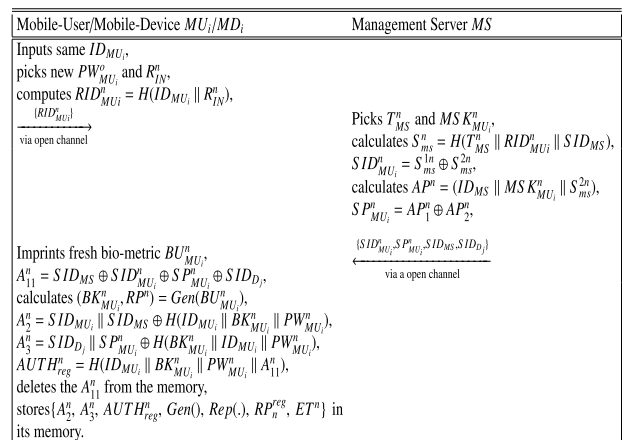 Mobile-User/Mobile-Device MU_i/MD_i
Management Server MS
Inputs same ID_{MU_i},
picks new PW^o_{MU_i} and R^n_{IN},
computes RID^n_{MUi} = H(ID_{MU_i} || R^n_{IN}),
{RID^n_{MUi}}
via open channel
Picks T^n_{MS} and MSK^n_{MU_i},
calculates S^n_{ms} = H(T^n_{MS} || RID^n_{MUi} || SID_{MS}),
SID^n_{MU_i} = S^{1n}_{ms} ⊕ S^{2n}_{ms},
calculates AP^n = (ID_{MS} || MSK^n_{MU_i} || S^{2n}_{ms}),
SP^n_{MU_i} = AP^n_1 ⊕ AP^n_2,
{SID^n_{MU_i}, SP^n_{MU_i}, SID_{MS}, SID_{D_j}}
via a open channel
Imprints fresh bio-metric BU^n_{MU_i},
A^n_{11} = SID_{MS} ⊕ SID^n_{MU_i} ⊕ SP^n_{MU_i} ⊕ SID_{D_j},
calculates (BK^n_{MU_i}, RP^n) = Gen(BU^n_{MU_i}),
A^n_2 = SID_{MU_i} || SID_{MS} ⊕ H(ID_{MU_i} || BK^n_{MU_i} || PW^n_{MU_i}),
A^n_3 = SID_{D_j} || SP^n_{MU_i} ⊕ H(BK^n_{MU_i} || ID_{MU_i} || PW^n_{MU_i}),
AUTH^n_{reg} = H(ID_{MU_i} || BK^n_{MU_i} || PW^n_{MU_i} || A^n_{11}),
deletes the A^n_{11} from the memory,
stores{A^n_2, A^n_3, AUTH^n_{reg}, Gen(), Rep(.), RP^{reg}_n, ET^n} in
its memory.